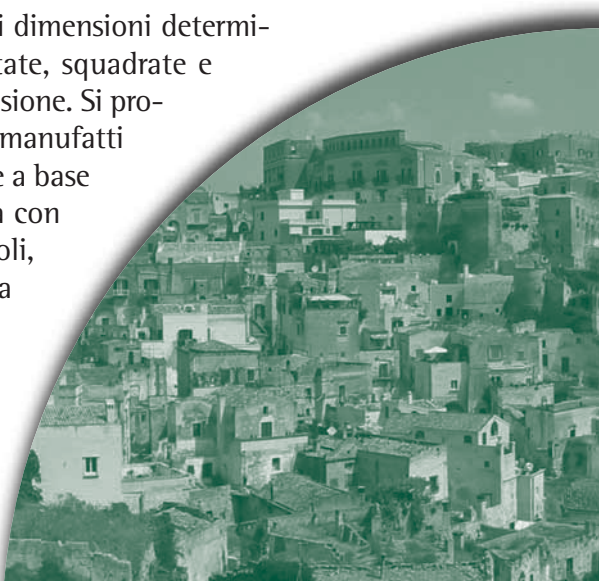 i dimensioni determi-
tate, squadrate e
sione. Si pro-
manufatti
e a base
con
oli,
a